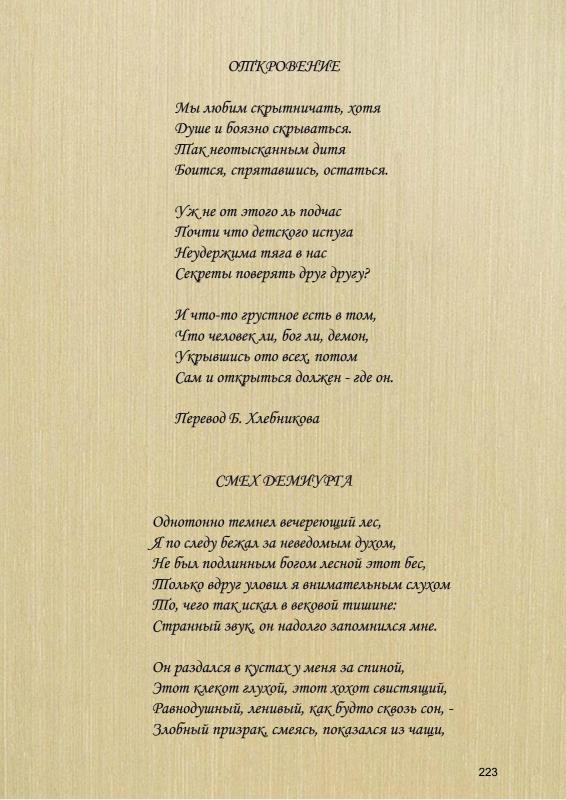 ОТКРОВЕНИЕ
Мы любим скрытничать, хотя
Душе и боязно скрываться.
Так неотысканным дитя
Боится, спрятавшись, остаться.
Уж не от этого ль подчас
Почти что детского испуга
Неудержима тяга в нас
Секреты поверять друг другу?
И что-то грустное есть в том,
Что человек ли, бог ли, демон,
Укрывшись ото всех, потом
Сам и открыться должен - где он.
Перевод Б. Хлебникова
СМЕХ ДЕМИУРГА
Однотонно темнел вечереющий лес,
Я по следу бежал за неведомым духом,
Не был подлинным богом лесной этот бес,
Только вдруг уловил я внимательным слухом
То, чего так искал в вековой тишине:
Странный звук, он надолго запомнился мне.
Он раздался в кустах у меня за спиной,
Этот клекот глухой, этот хохот свистящий,
Равнодушный, ленивый, как будто сквозь сон, -
Злобный призрак, смеясь, показался из чащи,
223